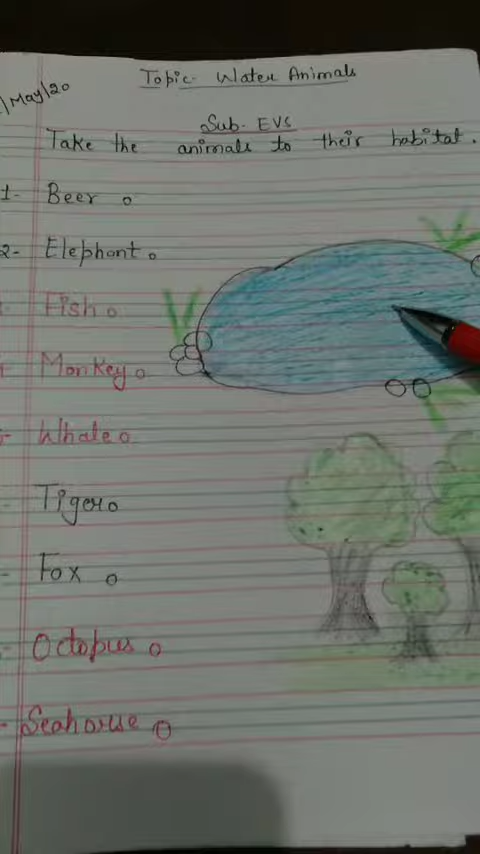 Topic- Water Animals
/May/20
Sub- EVS
Take the animals to their habitat.
1- Beer
2- Elephant
Fish
Monkey
Whale
Tiger
Fox
Octopus
Seahorse